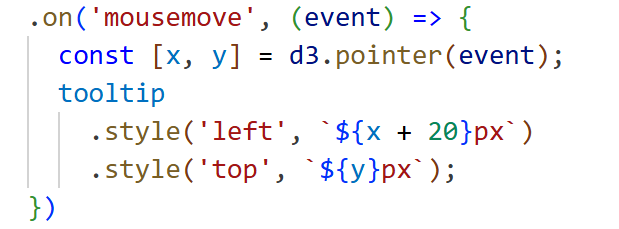 .on('mousemove', (event) => {
  const [x, y] = d3.pointer(event);
  tooltip
    .style('left', `${x + 20}px`)
    .style('top', `${y}px`);
})